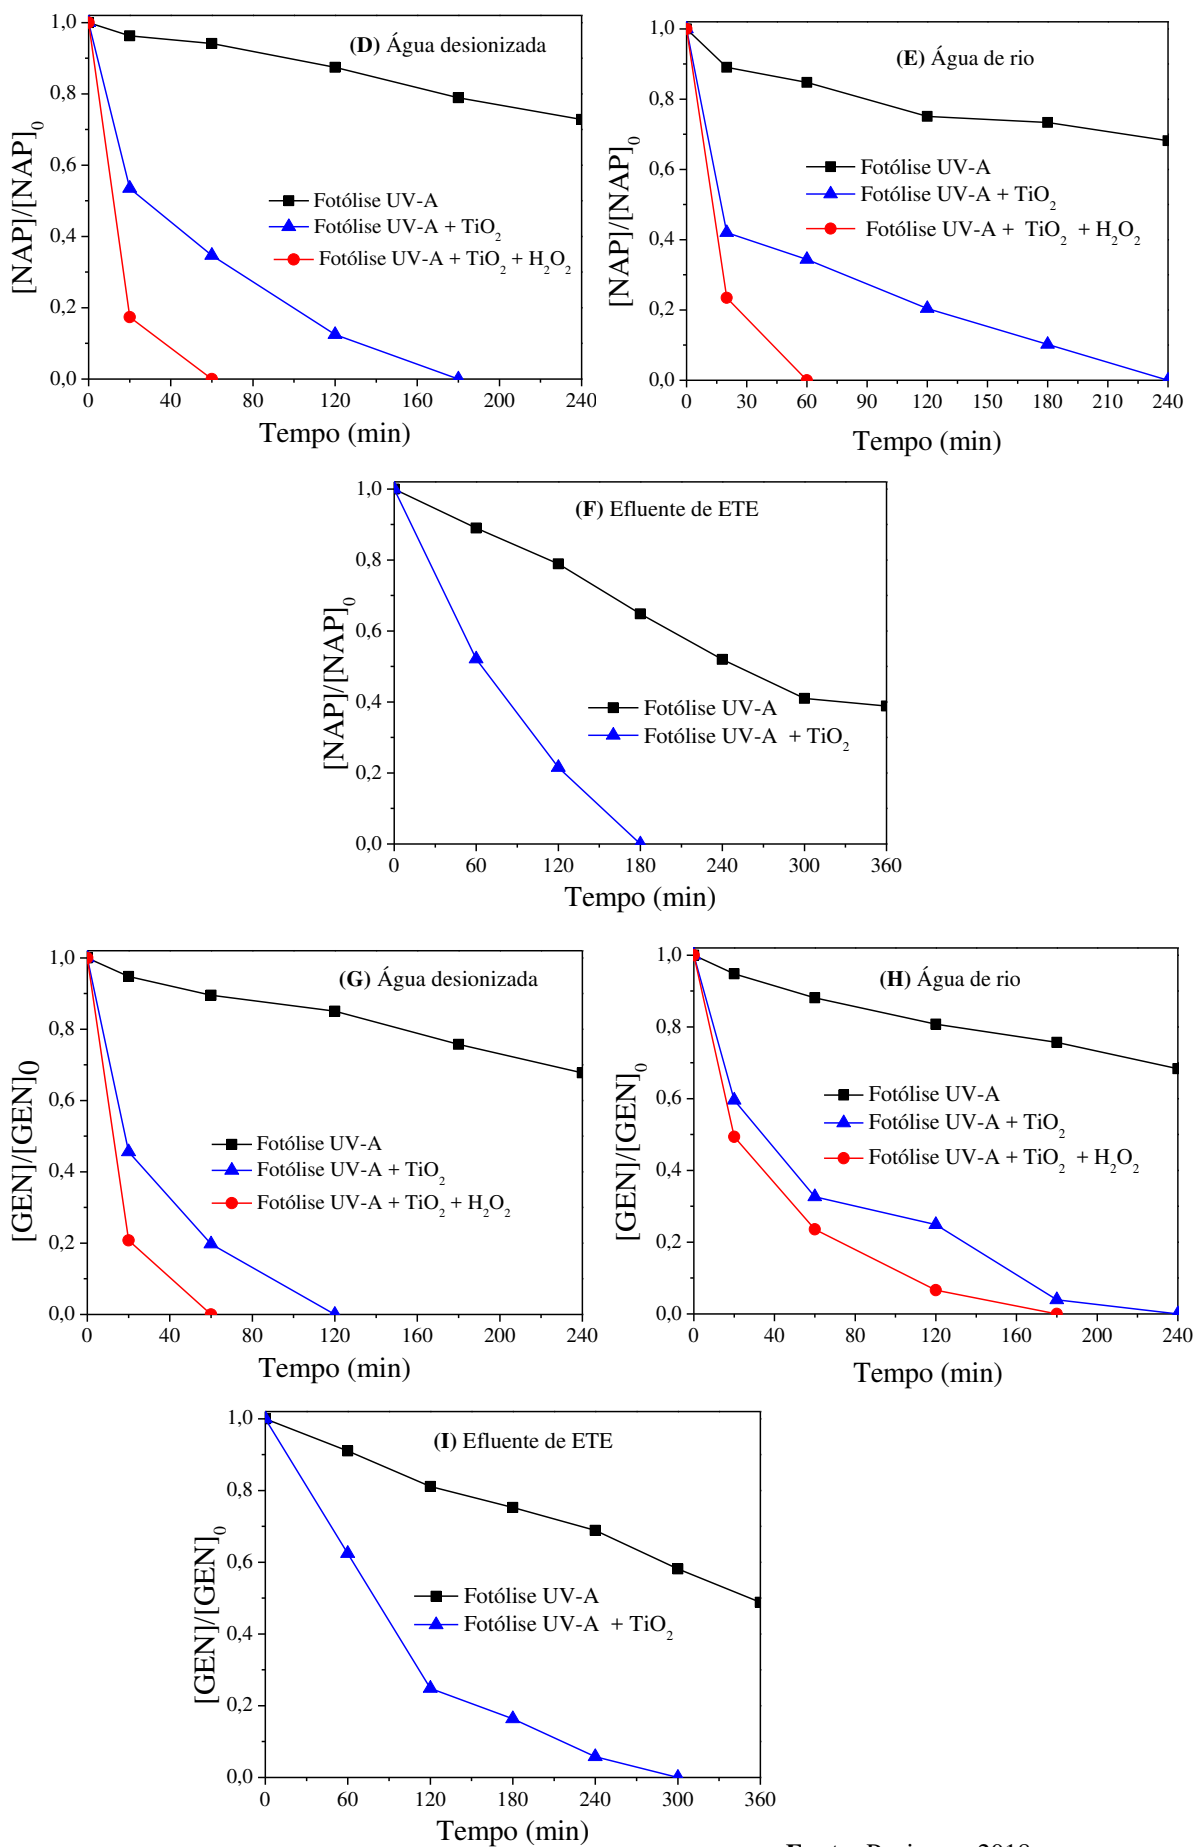 (D) Água desionizada
[NAP]/[NAP]0
1,0
0,8
0,6
0,4
0,2
0,0
Fotólise UV-A
Fotólise UV-A + TiO2
Fotólise UV-A + TiO2 + H2O2
0 40 80 120 160 200 240
Tempo (min)
(E) Água de rio
[NAP]/[NAP]0
1.0
0.8
0.6
0.4
0.2
0.0
Fotólise UV-A
Fotólise UV-A + TiO2
Fotólise UV-A + TiO2 + H2O2
0 30 60 90 120 150 180 210 240
Tempo (min)
(F) Efluente de ETE
[NAP]/[NAP]0
1,0
0,8
0,6
0,4
0,2
0,0
Fotólise UV-A
Fotólise UV-A + TiO2
0 60 120 180 240 300 360
Tempo (min)
(G) Água desionizada
[GEN]/[GEN]0
1,0
0,8
0,6
0,4
0,2
0,0
Fotólise UV-A
Fotólise UV-A + TiO2
Fotólise UV-A + TiO2 + H2O2
0 40 80 120 160 200 240
Tempo (min)
(H) Água de rio
[GEN]/[GEN]0
1,0
0,8
0,6
0,4
0,2
0,0
Fotólise UV-A
Fotólise UV-A + TiO2
Fotólise UV-A + TiO2 + H2O2
0 40 80 120 160 200 240
Tempo (min)
(I) Efluente de ETE
[GEN]/[GEN]0
1,0
0,8
0,6
0,4
0,2
0,0
Fotólise UV-A
Fotólise UV-A + TiO2
0 60 120 180 240 300 360
Tempo (min)